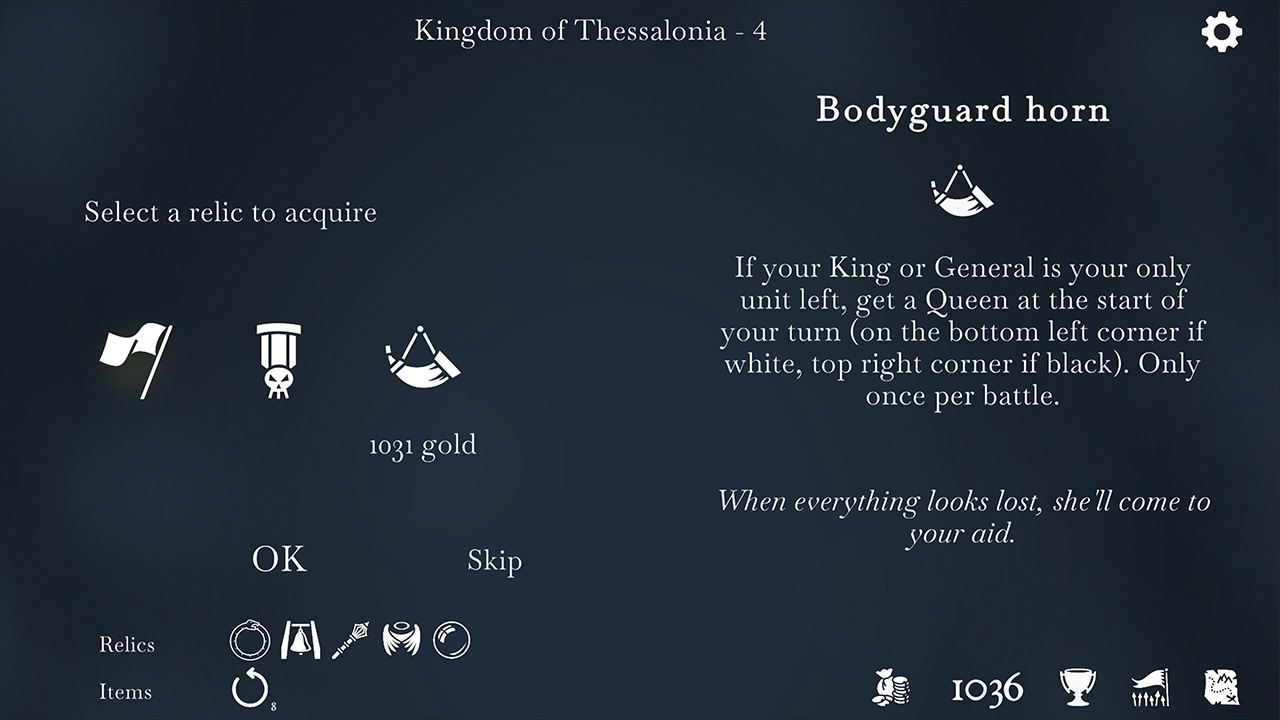 Kingdom of Thessalonia - 4
Bodyguard horn
Select a relic to acquire
If your King or General is your only
unit left, get a Queen at the start of
your turn (on the bottom left corner if
white, top right corner if black). Only
once per battle.
1031 gold
When everything looks lost, she'll come to
your aid.
OK
Skip
Relics
Items
8
1036